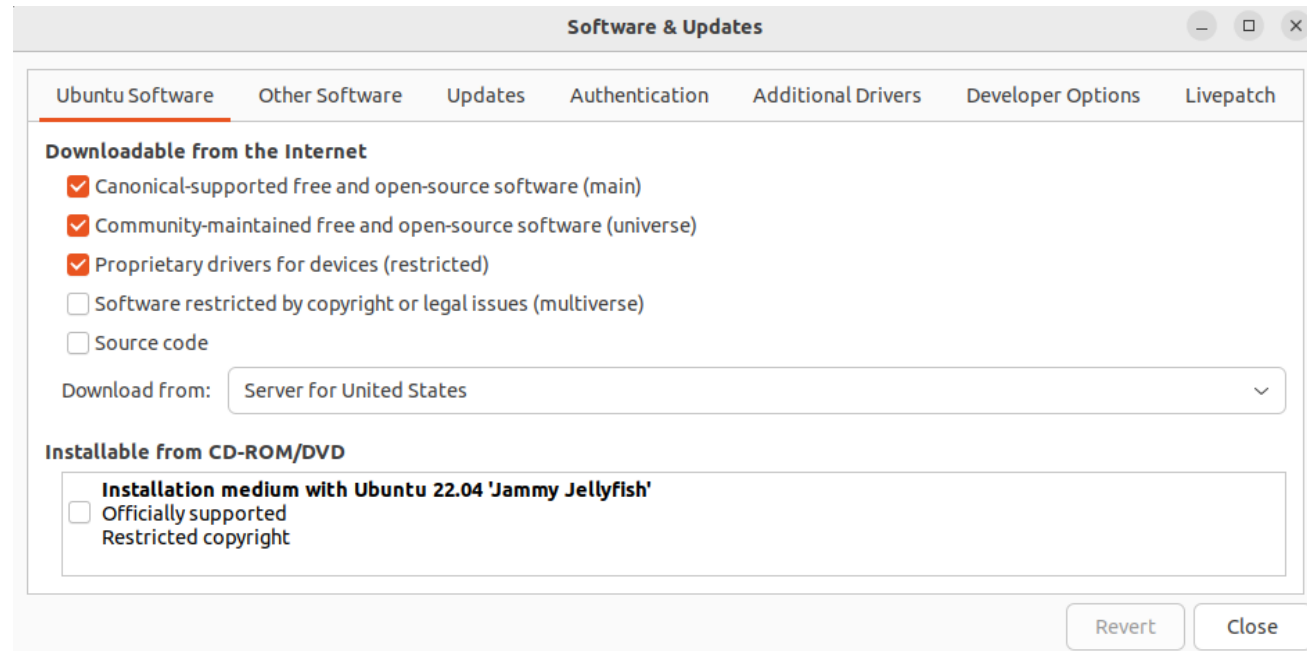 Software & Updates
Ubuntu Software Other Software Updates Authentication Additional Drivers Developer Options Livepatch
Downloadable from the Internet
Canonical-supported free and open-source software (main)
Community-maintained free and open-source software (universe)
Proprietary drivers for devices (restricted)
Software restricted by copyright or legal issues (multiverse)
Source code
Download from: Server for United States
Installable from CD-ROM/DVD
Installation medium with Ubuntu 22.04 'Jammy Jellyfish'
Officially supported
Restricted copyright
Revert Close